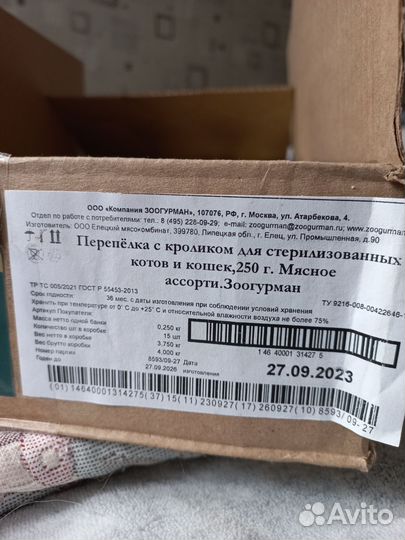 ООО «Компания ЗООГУРМАН», 107076, РФ, г. Москва, ул. Атарбекова, 4.
Отдел по работе с потребителями: тел.: 8 (495) 228-09-29; e-mail: zoogurman@zoogurman.ru, www.zoogurman
Изготовитель: ООО Елецкий мясокомбинат, 399780, Липецкая обл., г. Елец, ул. Промышленная, д.90
Перепёлка с кроликом для стерилизованных
котов и кошек,250 г. Мясное
ассорти.Зоогурман
ТР ТС 005/2021 ГОСТ Р 55453-2013
ТУ 9216-008-00422646-
Срок годности: 36 мес. с даты изготовления при соблюдении условий хранения
Хранить при температуре от 0° С до +25° С и относительной влажности воздуха не более 75%
Артикул Покупателя:
Масса нетто одной банки 0,250 кг
Количество шт в коробке 15 шт
Вес нетто в коробке 3,750 кг
Вес брутто коробки 4,000 кг
Номер партии 8593/09-27
Годен до 27.09.2026
Дата изготовления 27.09.2023
1 46 40001 31427 5
(01)14640001314275(37)15(11)230927(17)260927(10)8593/09-27
Avito